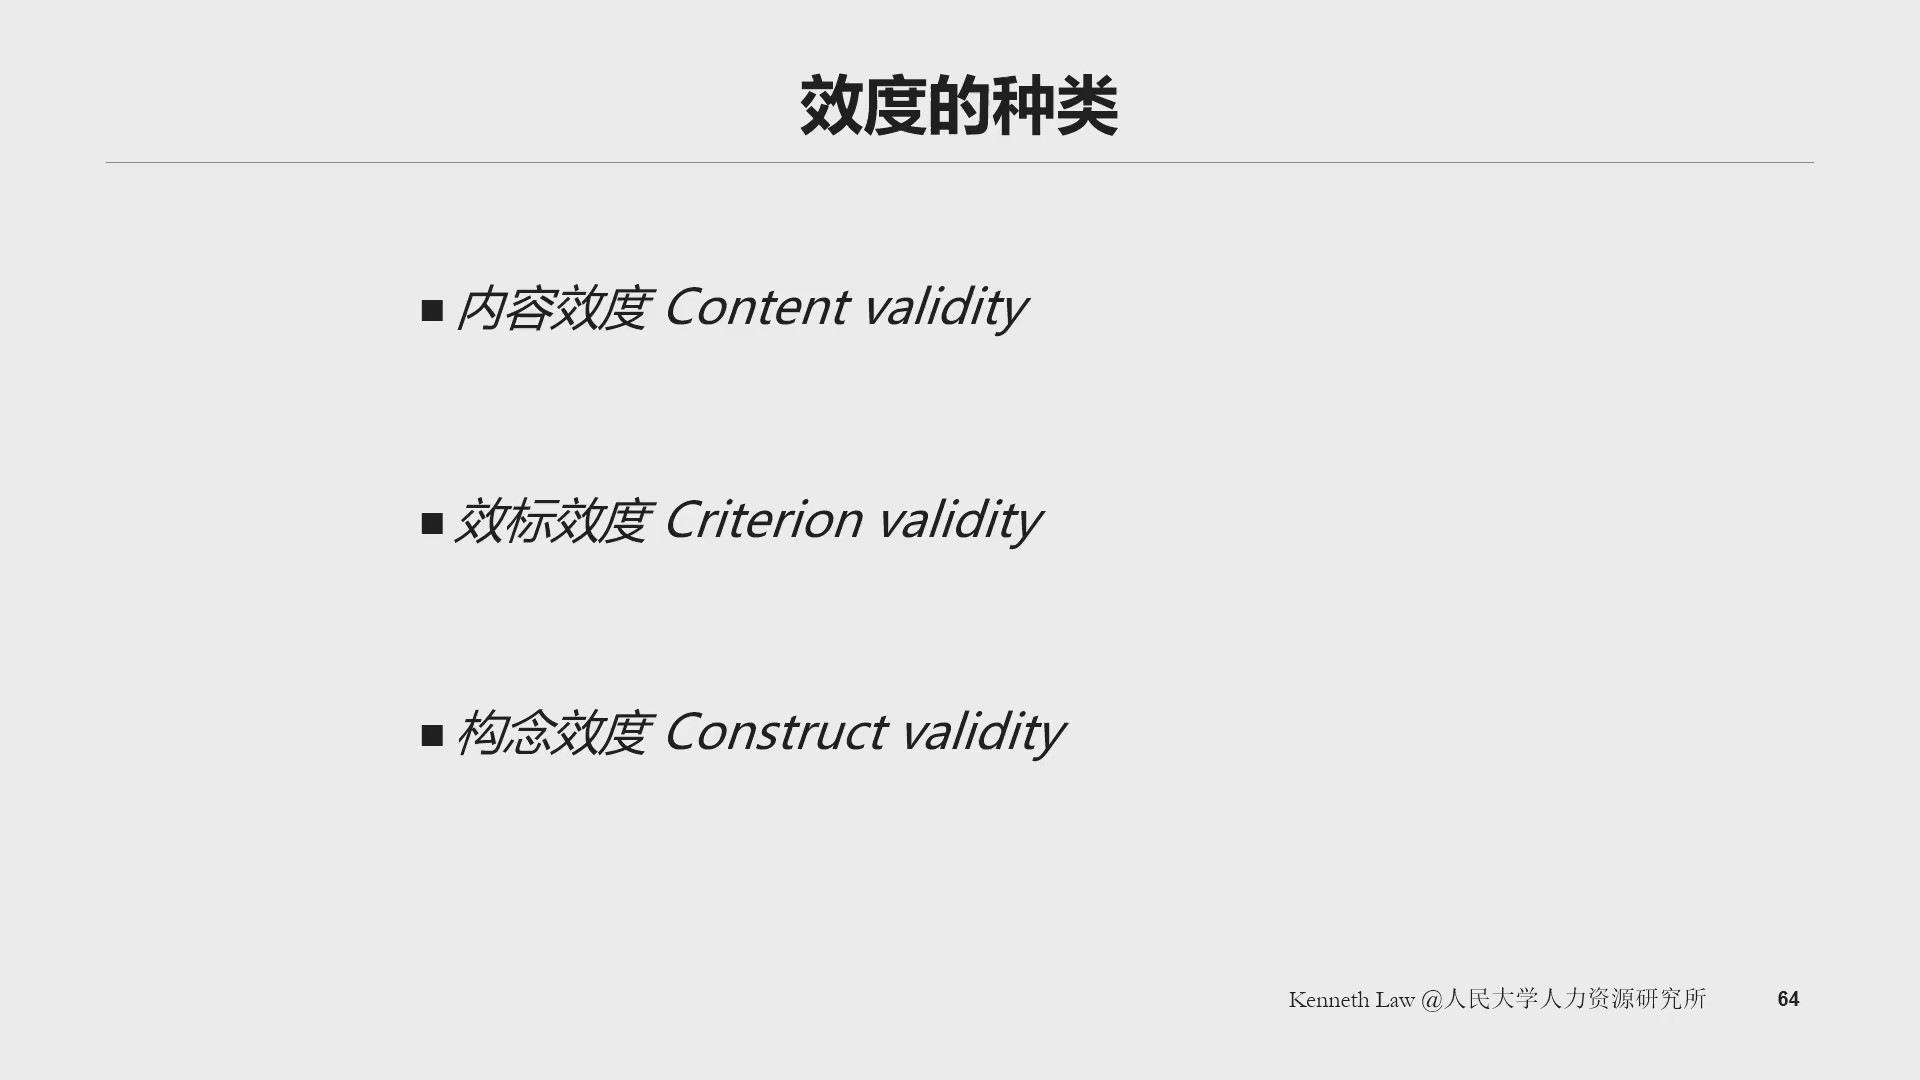 效度的种类
■ 内容效度 Content validity
■ 效标效度 Criterion validity
■ 构念效度 Construct validity
Kenneth Law @人民大学人力资源研究所
64